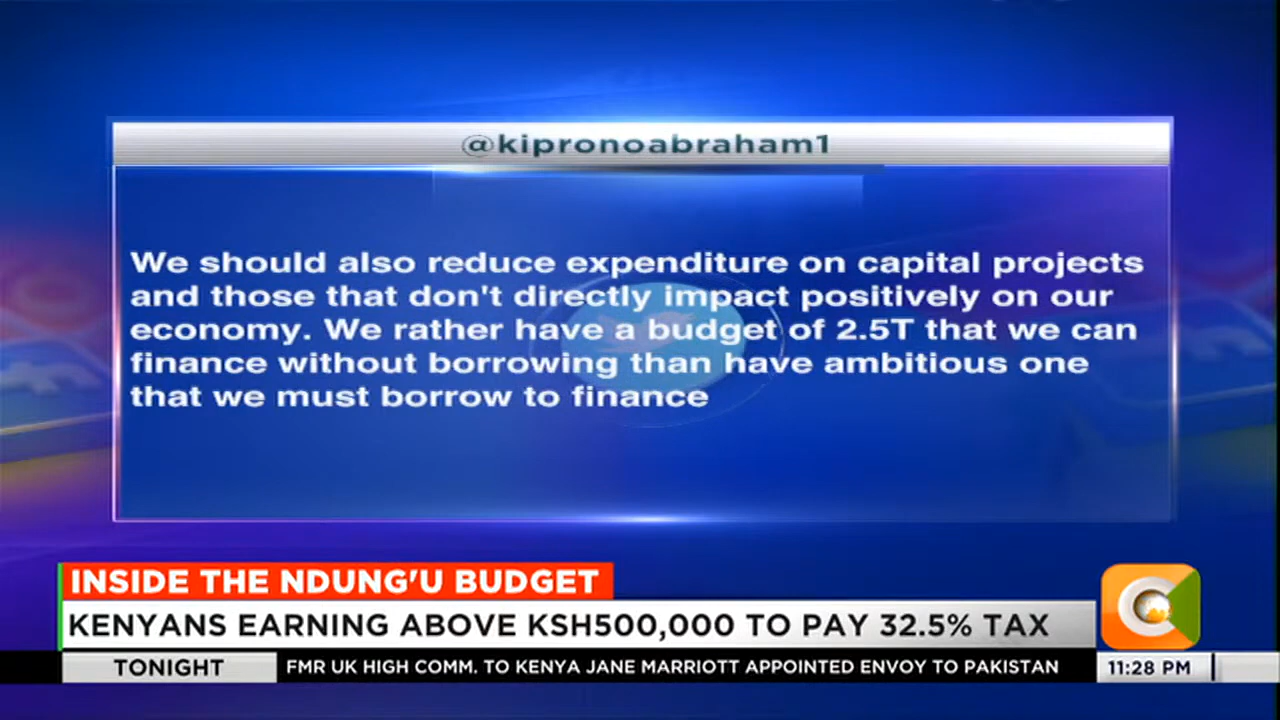 @kipronoabraham1
We should also reduce expenditure on capital projects
and those that don't directly impact positively on our
economy. We rather have a budget of 2.5T that we can
finance without borrowing than have ambitious one
that we must borrow to finance
INSIDE THE NDUNG'U BUDGET
KENYANS EARNING ABOVE KSH500,000 TO PAY 32.5% TAX
TONIGHT FMR UK HIGH COMM. TO KENYA JANE MARRIOTT APPOINTED ENVOY TO PAKISTAN 11:28 PM